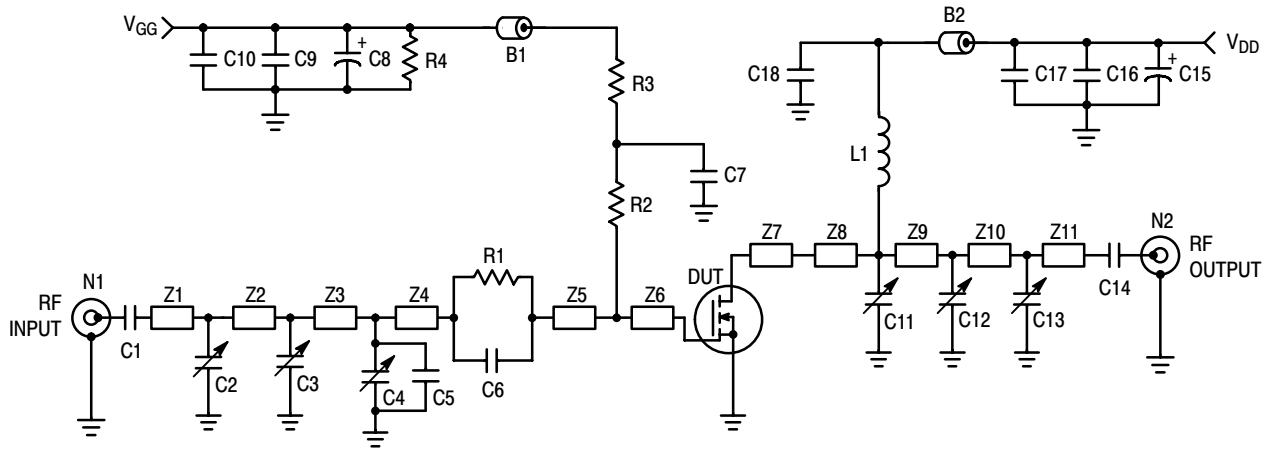 VGG
C10
C9
+
C8
R4
B1
R3
C7
R2
B2
VDD
C18
C17
C16
+
C15
L1
N1
RF
INPUT
C1
Z1
Z2
Z3
Z4
R1
C6
Z5
Z6
C2
C3
C4
C5
DUT
Z7
Z8
Z9
Z10
Z11
C11
C12
C13
C14
N2
RF
OUTPUT